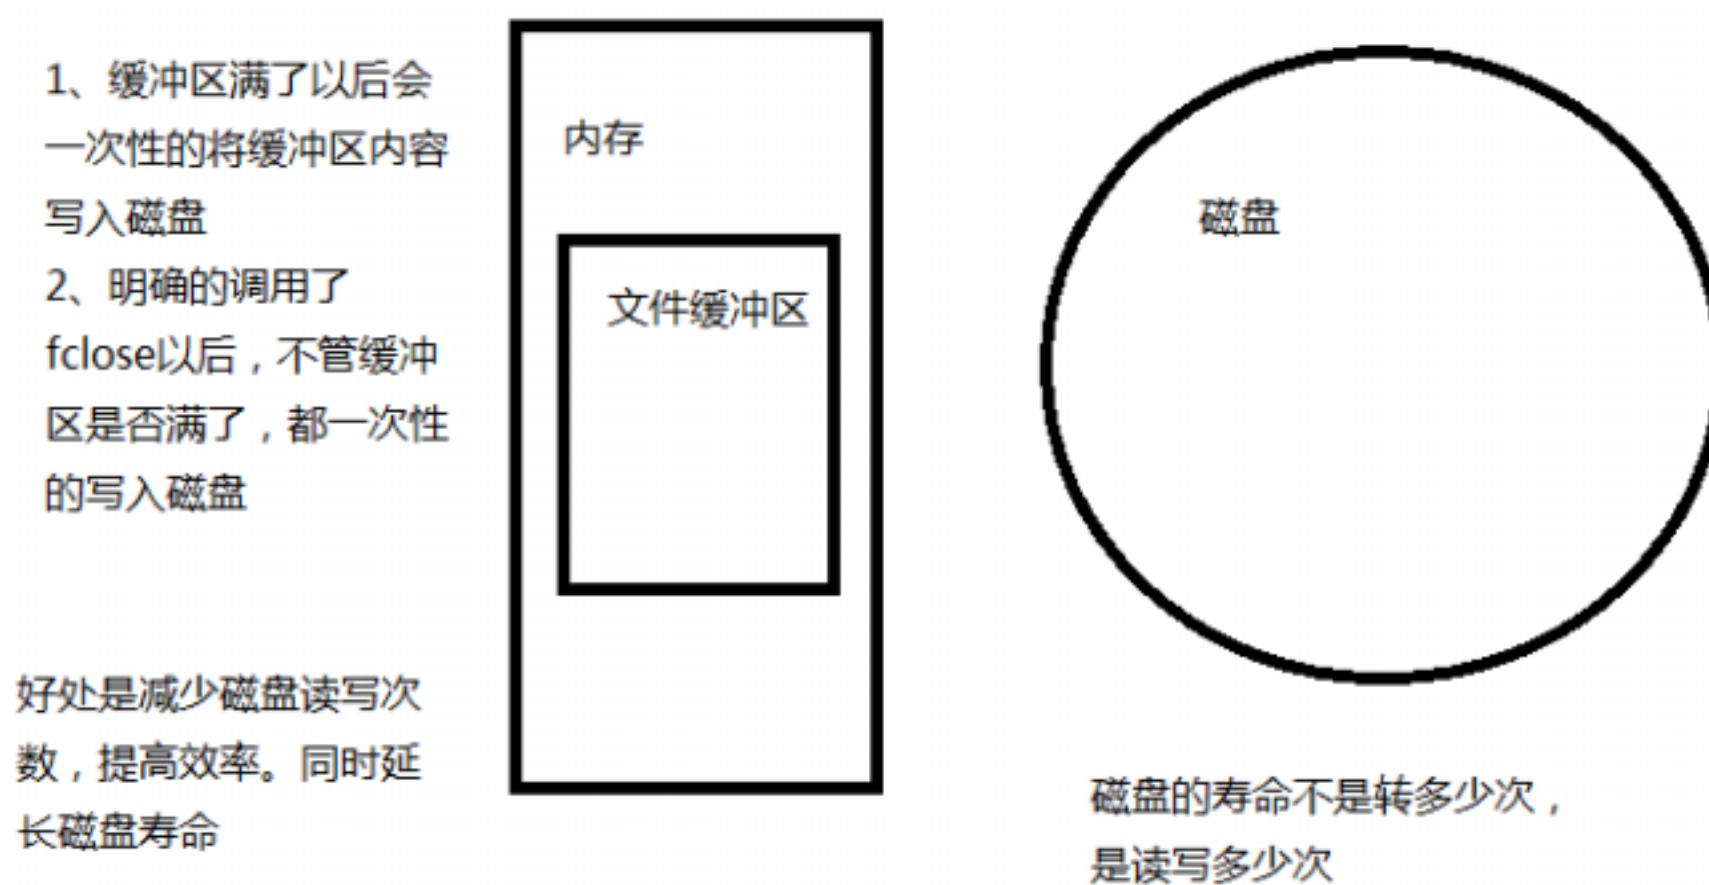 1、缓冲区满了以后会
一次性的将缓冲区内容
写入磁盘
2、明确的调用了
fclose以后，不管缓冲
区是否满了，都一次性
的写入磁盘
好处是减少磁盘读写次
数，提高效率。同时延
长磁盘寿命
内存
文件缓冲区
磁盘
磁盘的寿命不是转多少次，
是读写多少次